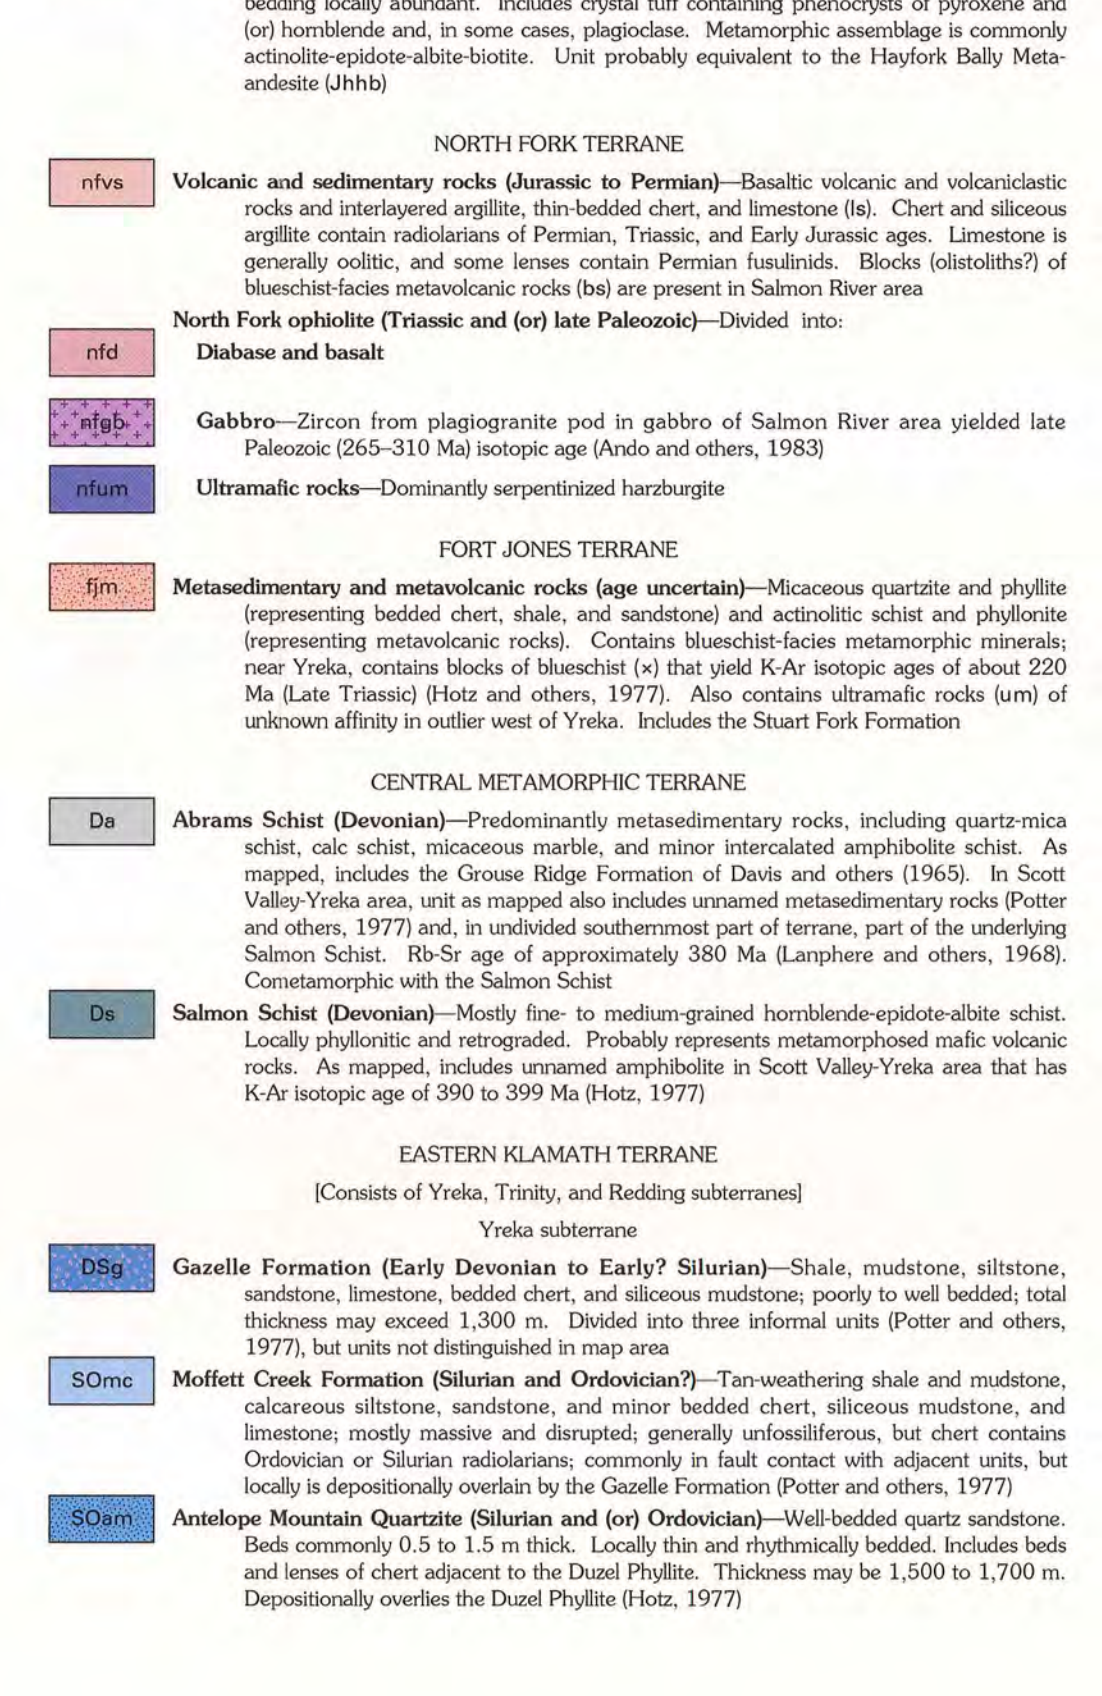 bedding locally abundant. Includes crystal tuff containing phenocrysts of pyroxene and
(or) hornblende and, in some cases, plagioclase. Metamorphic assemblage is commonly
actinolite-epidote-albite-biotite. Unit probably equivalent to the Hayfork Bally Meta-
andesite (Jhhb)
NORTH FORK TERRANE
nfvs
Volcanic and sedimentary rocks (Jurassic to Permian)—Basaltic volcanic and volcaniclastic
rocks and interlayered argillite, thin-bedded chert, and limestone (ls). Chert and siliceous
argillite contain radiolarians of Permian, Triassic, and Early Jurassic ages. Limestone is
generally oolitic, and some lenses contain Permian fusulinids. Blocks (olistoliths?) of
blueschist-facies metavolcanic rocks (bs) are present in Salmon River area
North Fork ophiolite (Triassic and (or) late Paleozoic)—Divided into:
nfd
Diabase and basalt
nfgb
Gabbro—Zircon from plagiogranite pod in gabbro of Salmon River area yielded late
Paleozoic (265–310 Ma) isotopic age (Ando and others, 1983)
nfum
Ultramafic rocks—Dominantly serpentinized harzburgite
FORT JONES TERRANE
fjm
Metasedimentary and metavolcanic rocks (age uncertain)—Micaceous quartzite and phyllite
(representing bedded chert, shale, and sandstone) and actinolitic schist and phyllonite
(representing metavolcanic rocks). Contains blueschist-facies metamorphic minerals;
near Yreka, contains blocks of blueschist (×) that yield K-Ar isotopic ages of about 220
Ma (Late Triassic) (Hotz and others, 1977). Also contains ultramafic rocks (um) of
unknown affinity in outlier west of Yreka. Includes the Stuart Fork Formation
CENTRAL METAMORPHIC TERRANE
Da
Abrams Schist (Devonian)—Predominantly metasedimentary rocks, including quartz-mica
schist, calc schist, micaceous marble, and minor intercalated amphibolite schist. As
mapped, includes the Grouse Ridge Formation of Davis and others (1965). In Scott
Valley-Yreka area, unit as mapped also includes unnamed metasedimentary rocks (Potter
and others, 1977) and, in undivided southernmost part of terrane, part of the underlying
Salmon Schist. Rb-Sr age of approximately 380 Ma (Lanphere and others, 1968).
Cometamorphic with the Salmon Schist
Ds
Salmon Schist (Devonian)—Mostly fine- to medium-grained hornblende-epidote-albite schist.
Locally phyllonitic and retrograded. Probably represents metamorphosed mafic volcanic
rocks. As mapped, includes unnamed amphibolite in Scott Valley-Yreka area that has
K-Ar isotopic age of 390 to 399 Ma (Hotz, 1977)
EASTERN KLAMATH TERRANE
[Consists of Yreka, Trinity, and Redding subterranes]
Yreka subterrane
DSg
Gazelle Formation (Early Devonian to Early? Silurian)—Shale, mudstone, siltstone,
sandstone, limestone, bedded chert, and siliceous mudstone; poorly to well bedded; total
thickness may exceed 1,300 m. Divided into three informal units (Potter and others,
1977), but units not distinguished in map area
SOmc
Moffett Creek Formation (Silurian and Ordovician?)—Tan-weathering shale and mudstone,
calcareous siltstone, sandstone, and minor bedded chert, siliceous mudstone, and
limestone; mostly massive and disrupted; generally unfossiliferous, but chert contains
Ordovician or Silurian radiolarians; commonly in fault contact with adjacent units, but
locally is depositionally overlain by the Gazelle Formation (Potter and others, 1977)
SOam
Antelope Mountain Quartzite (Silurian and (or) Ordovician)—Well-bedded quartz sandstone.
Beds commonly 0.5 to 1.5 m thick. Locally thin and rhythmically bedded. Includes beds
and lenses of chert adjacent to the Duzel Phyllite. Thickness may be 1,500 to 1,700 m.
Depositionally overlies the Duzel Phyllite (Hotz, 1977)